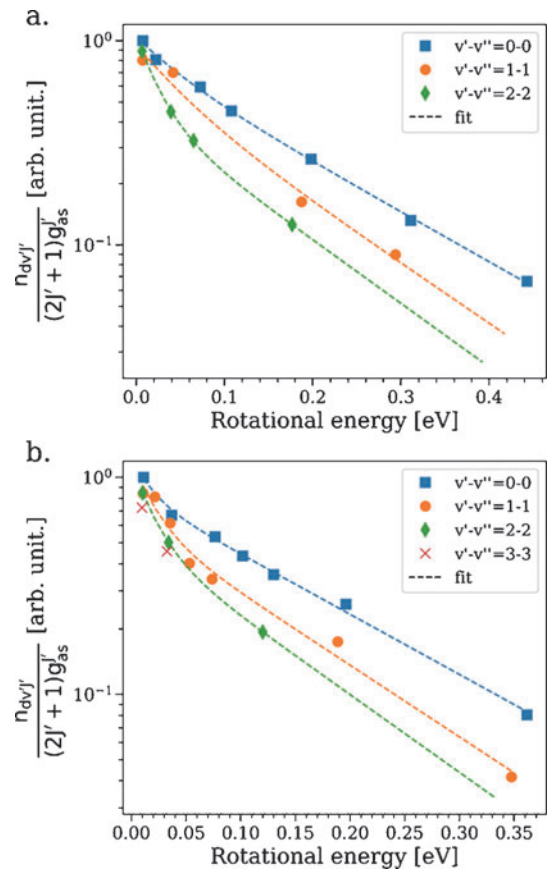 a.
10⁰
10⁻¹
n_dv'J' / (2J' + 1)g_as^J' [arb. unit.]
v'-v''=0-0
v'-v''=1-1
v'-v''=2-2
fit
0.0 0.1 0.2 0.3 0.4
Rotational energy [eV]
b.
10⁰
10⁻¹
n_dv'J' / (2J' + 1)g_as^J' [arb. unit.]
v'-v''=0-0
v'-v''=1-1
v'-v''=2-2
v'-v''=3-3
fit
0.00 0.05 0.10 0.15 0.20 0.25 0.30 0.35
Rotational energy [eV]